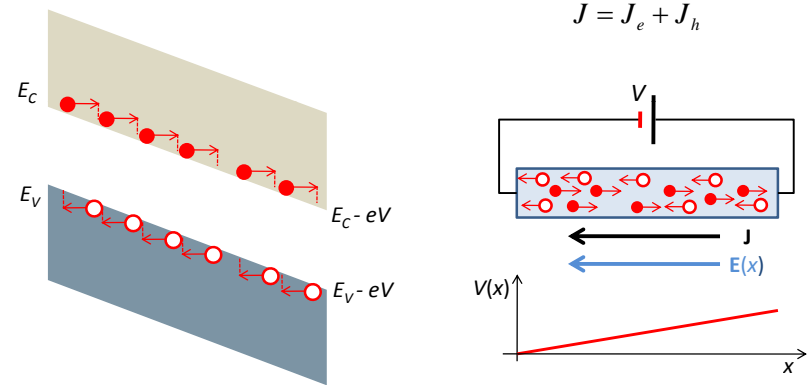 J = J_e + J_h
E_C
E_V
E_C - eV
E_V - eV
V
J
E(x)
V(x)
x